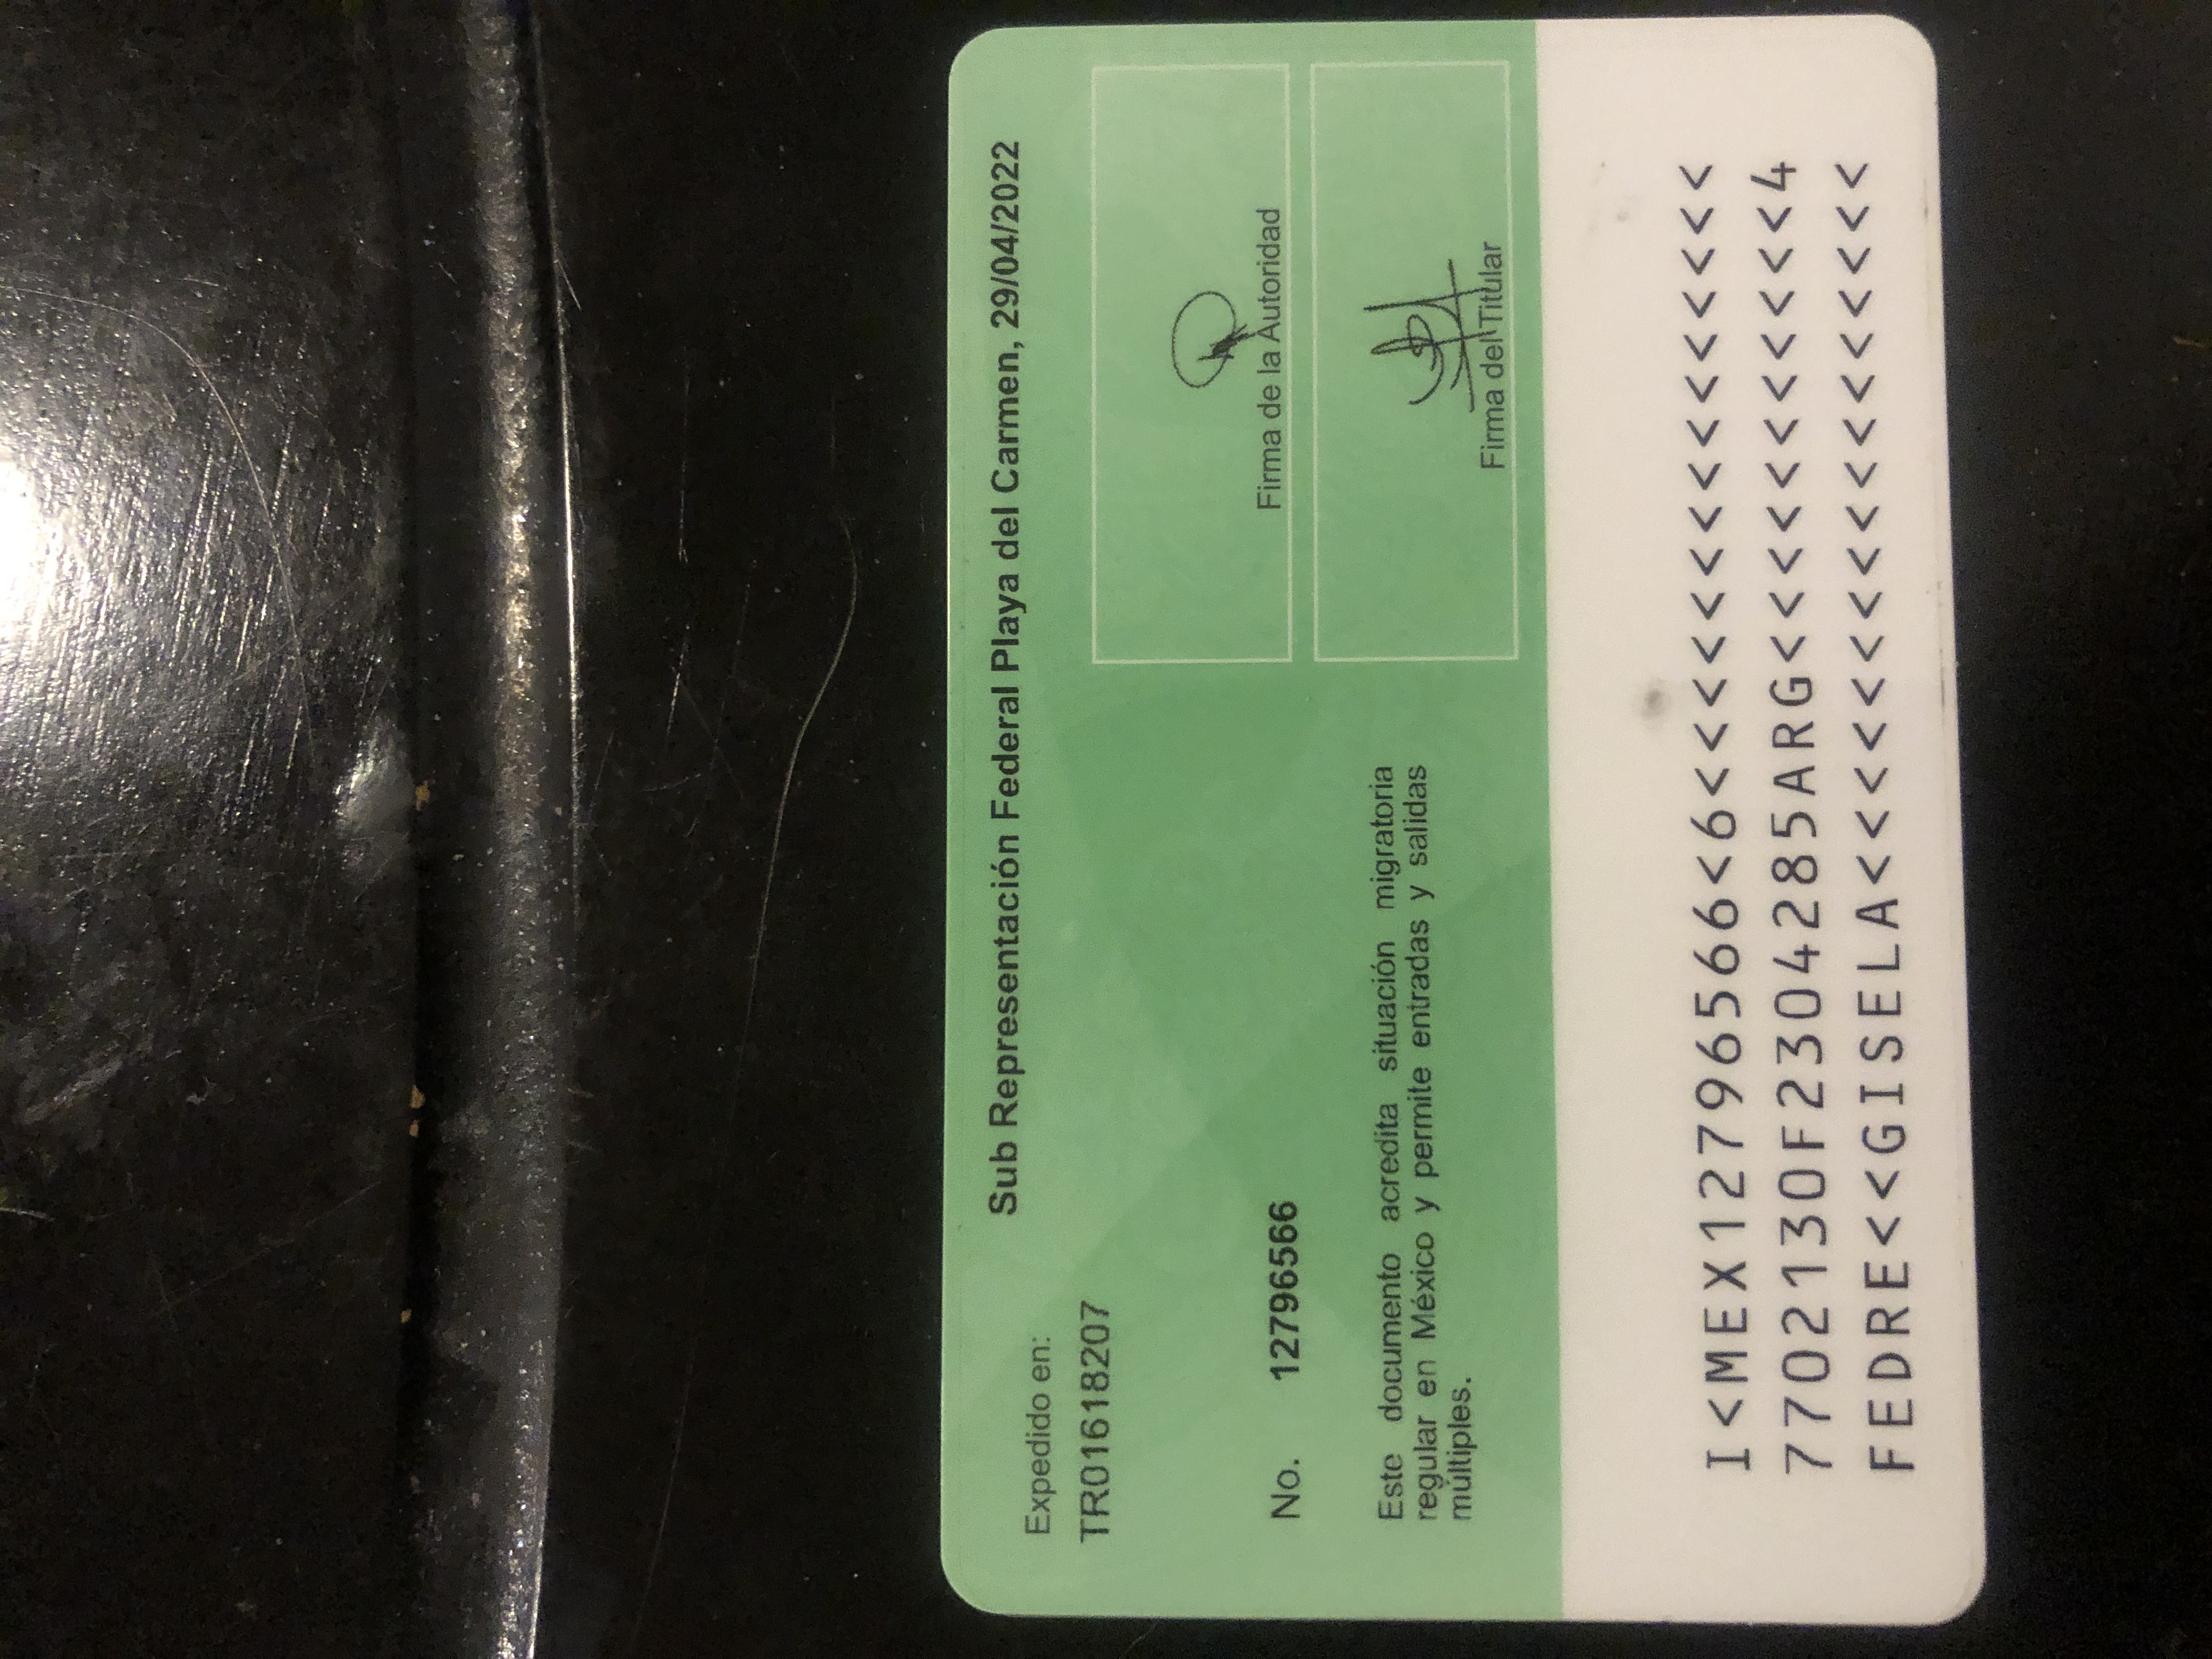 Sub Representación Federal Playa del Carmen, 29/04/2022
Expedido en:
TR01618207
No. 12796566
Firma de la Autoridad
Este documento acredita situación migratoria
regular en México y permite entradas y salidas
múltiples.
Firma del Titular
I<MEX12796566<6<<<<<<<<<<<<<<<
7702130F2304285ARG<<<<<<<<<<<4
FEDRE<<GISELA<<<<<<<<<<<<<<<<<